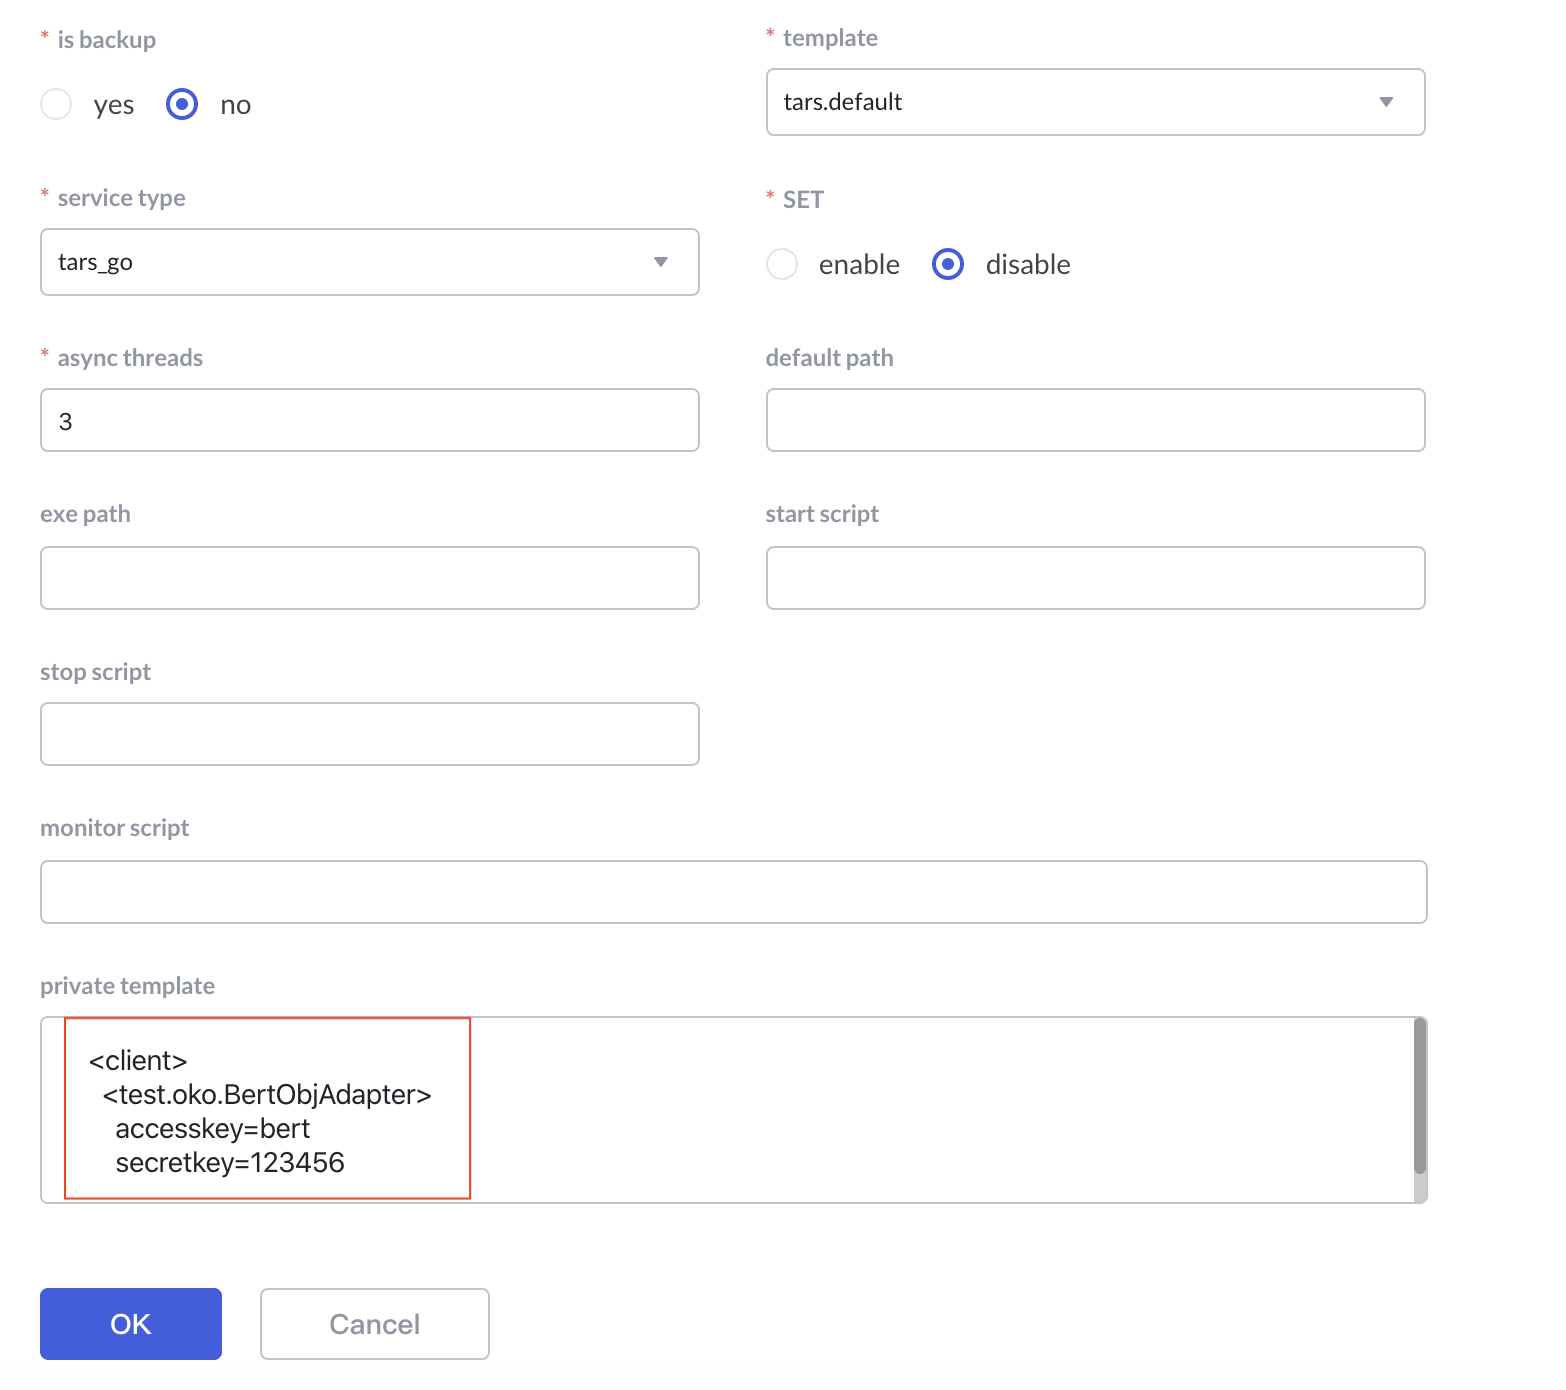 * is backup
* template
yes no
tars.default
* service type
* SET
tars_go
enable disable
* async threads
default path
3
exe path
start script
stop script
monitor script
private template
<client>
<test.oko.BertObjAdapter>
accesskey=bert
secretkey=123456
OK
Cancel